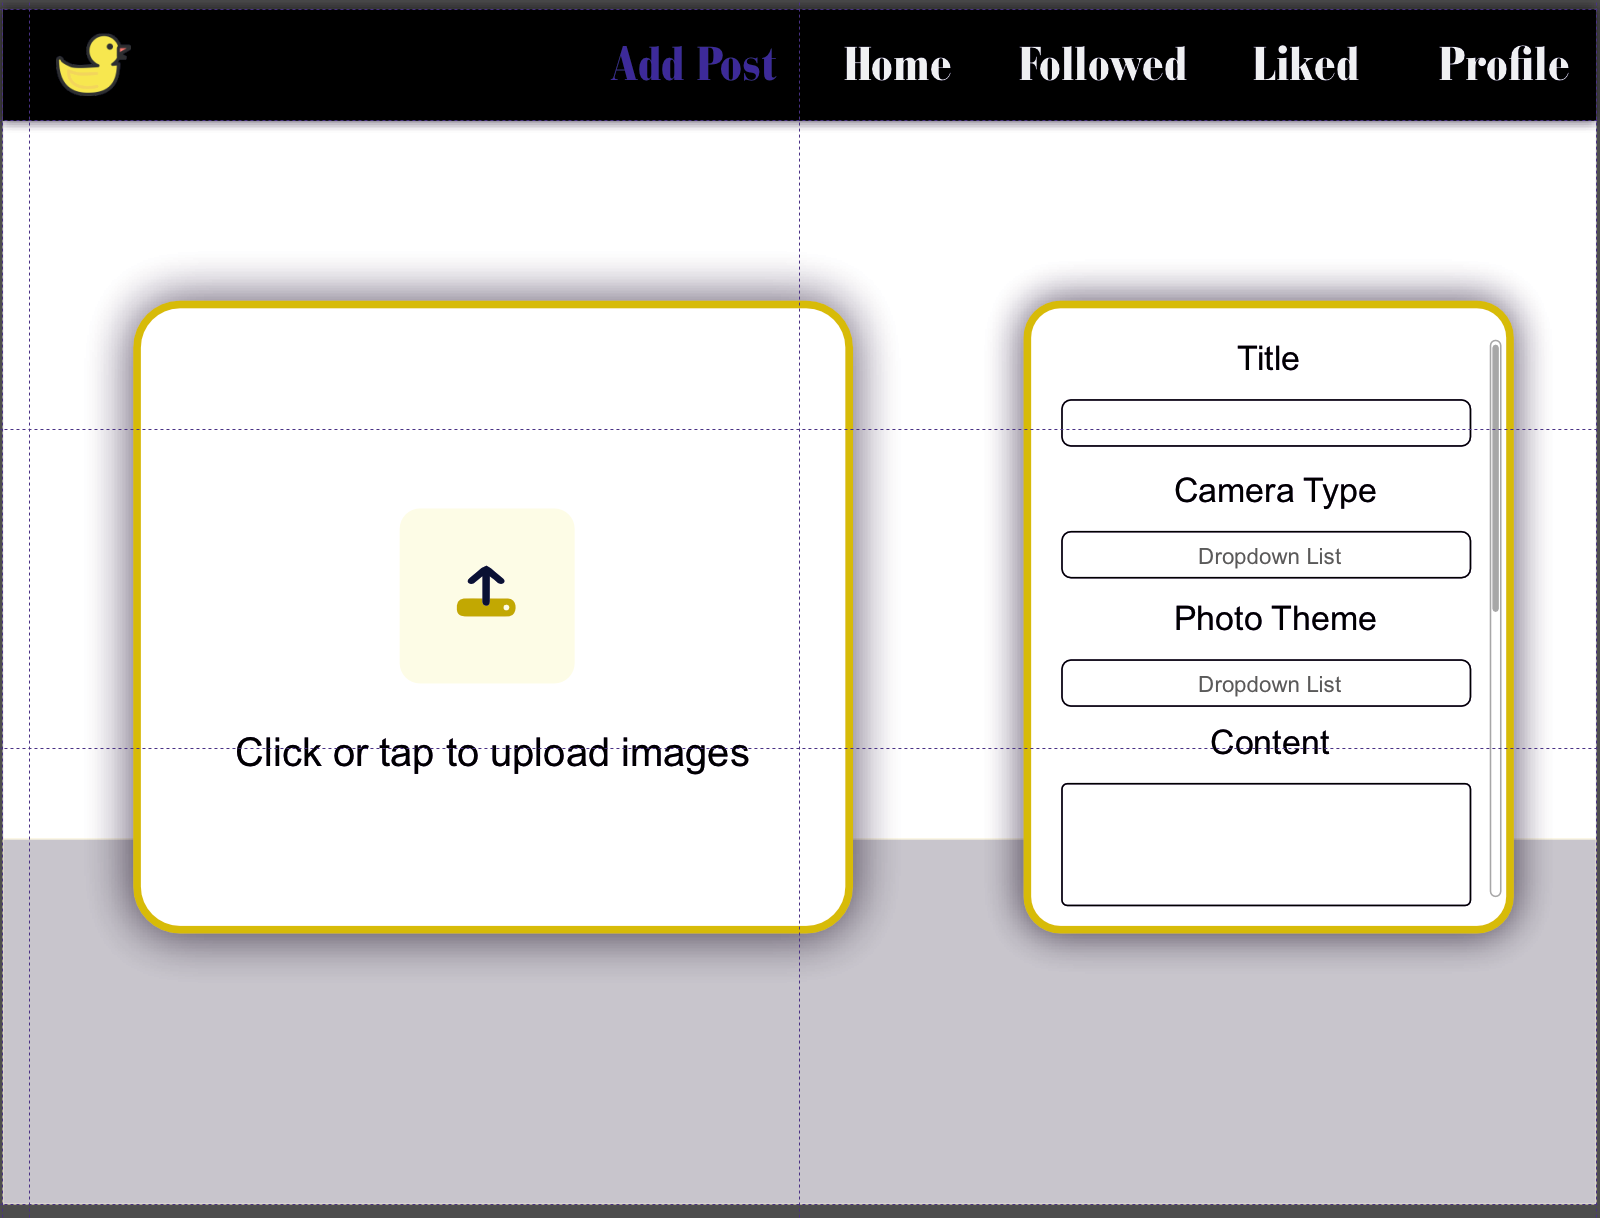 Add Post Home Followed Liked Profile
Click or tap to upload images
Title
Camera Type
Dropdown List
Photo Theme
Dropdown List
Content